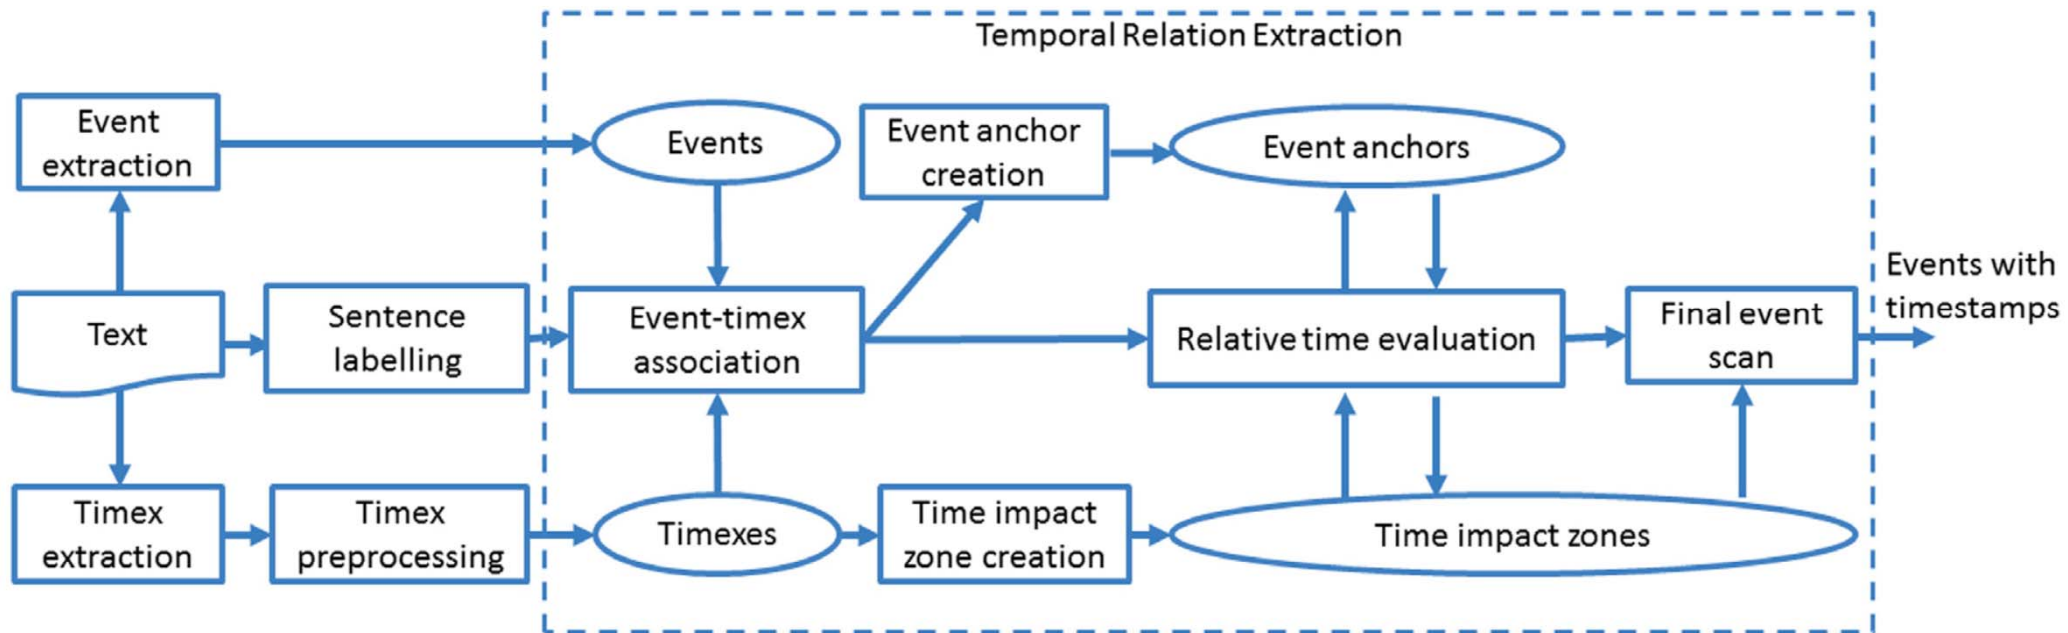 Temporal Relation Extraction
Event
extraction
Events
Event anchor
creation
Event anchors
Text
Sentence
labelling
Event-timex
association
Relative time evaluation
Final event
scan
Events with
timestamps
Timex
extraction
Timex
preprocessing
Timexes
Time impact
zone creation
Time impact zones